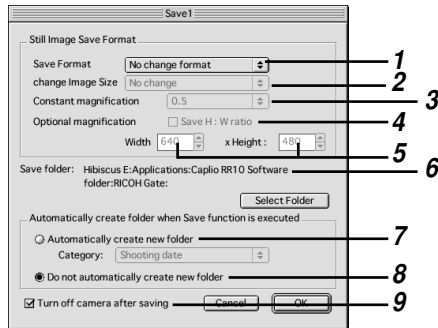 Save1
Still Image Save Format
Save Format No change format 1
change Image Size No change 2
Constant magnification 0.5 3
Optional magnification Save H : W ratio 4
Width 640 x Height : 480 5
Save folder: Hibiscus E:Applications:Caplio RR10 Software 6
folder:RICOH Gate:
Select Folder
Automatically create folder when Save function is executed
Automatically create new folder 7
Category: Shooting date
Do not automatically create new folder 8
Turn off camera after saving Cancel OK 9